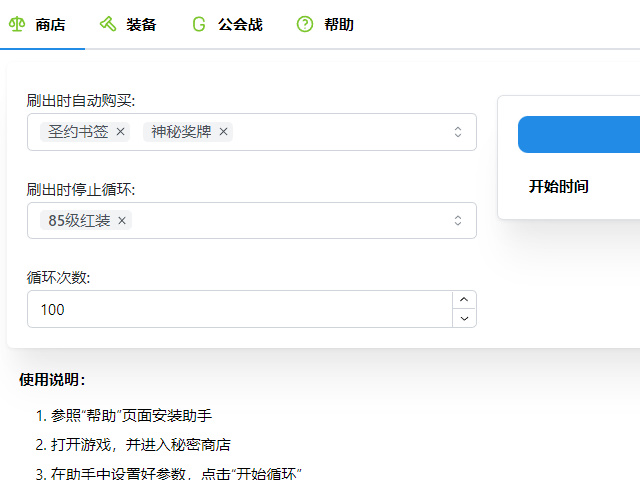 商店 装备 G 公会战 帮助
刷出时自动购买:
圣约书签 × 神秘奖牌 ×
刷出时停止循环:
85级红装 ×
循环次数:
100
开始时间
使用说明:
1. 参照“帮助”页面安装助手
2. 打开游戏，并进入秘密商店
3. 在助手中设置好参数，点击“开始循环”